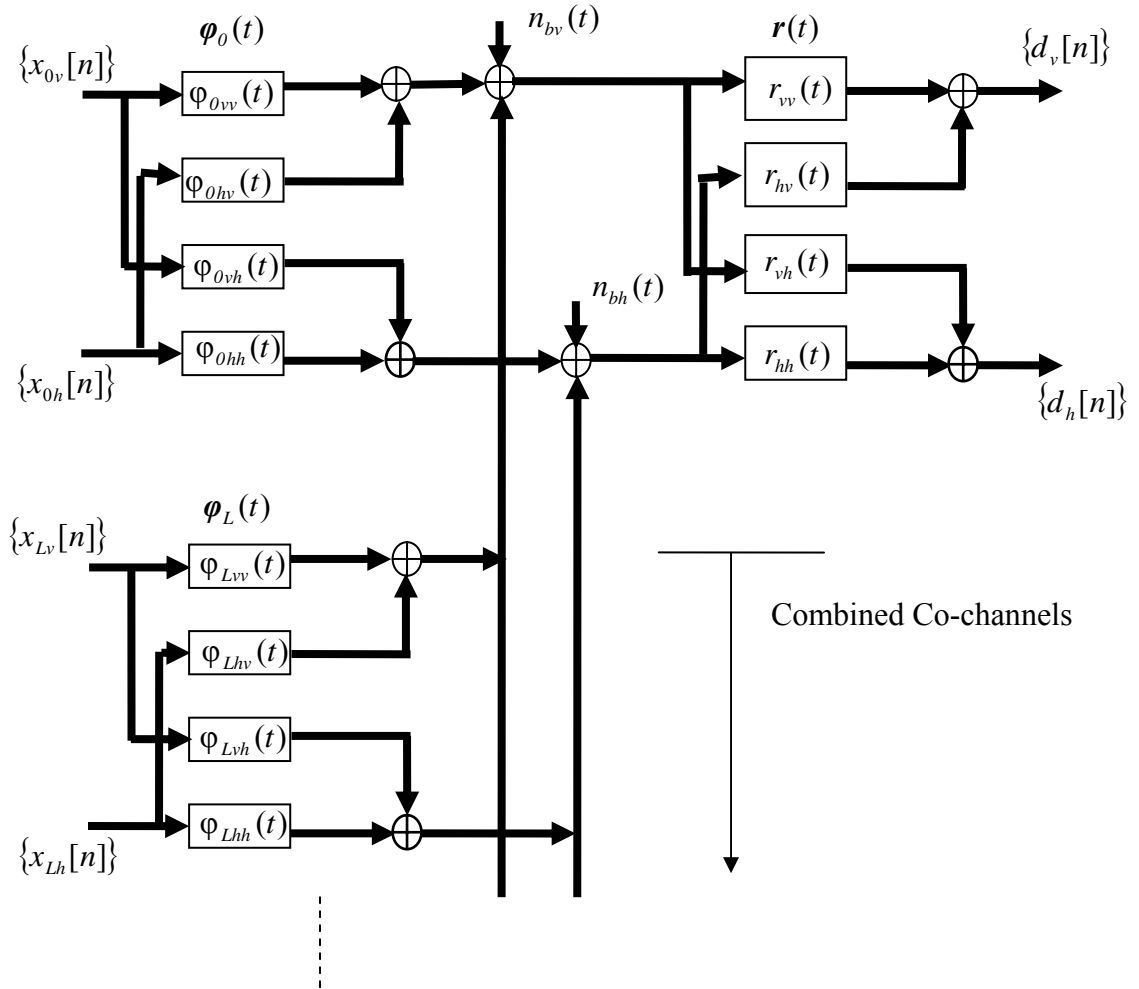 φ_0(t)
n_bv(t)
r(t)
{x_0v[n]}
{d_v[n]}
φ_0vv(t)
r_vv(t)
φ_0hv(t)
r_hv(t)
φ_0vh(t)
r_vh(t)
n_bh(t)
φ_0hh(t)
r_hh(t)
{x_0h[n]}
{d_h[n]}
φ_L(t)
{x_Lv[n]}
φ_Lvv(t)
Combined Co-channels
φ_Lhv(t)
φ_Lvh(t)
φ_Lhh(t)
{x_Lh[n]}